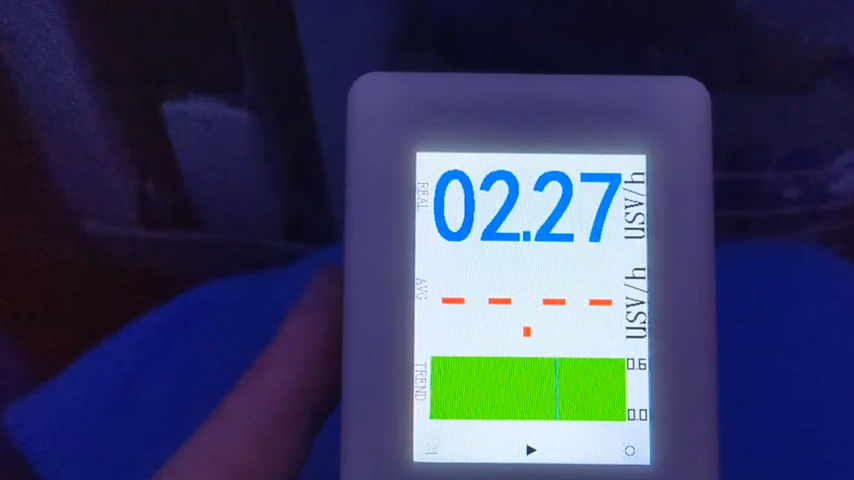 REAL
02.27
uSV/h
AVG
-- -- . -- --
uSV/h
TREND
0.6
0.0